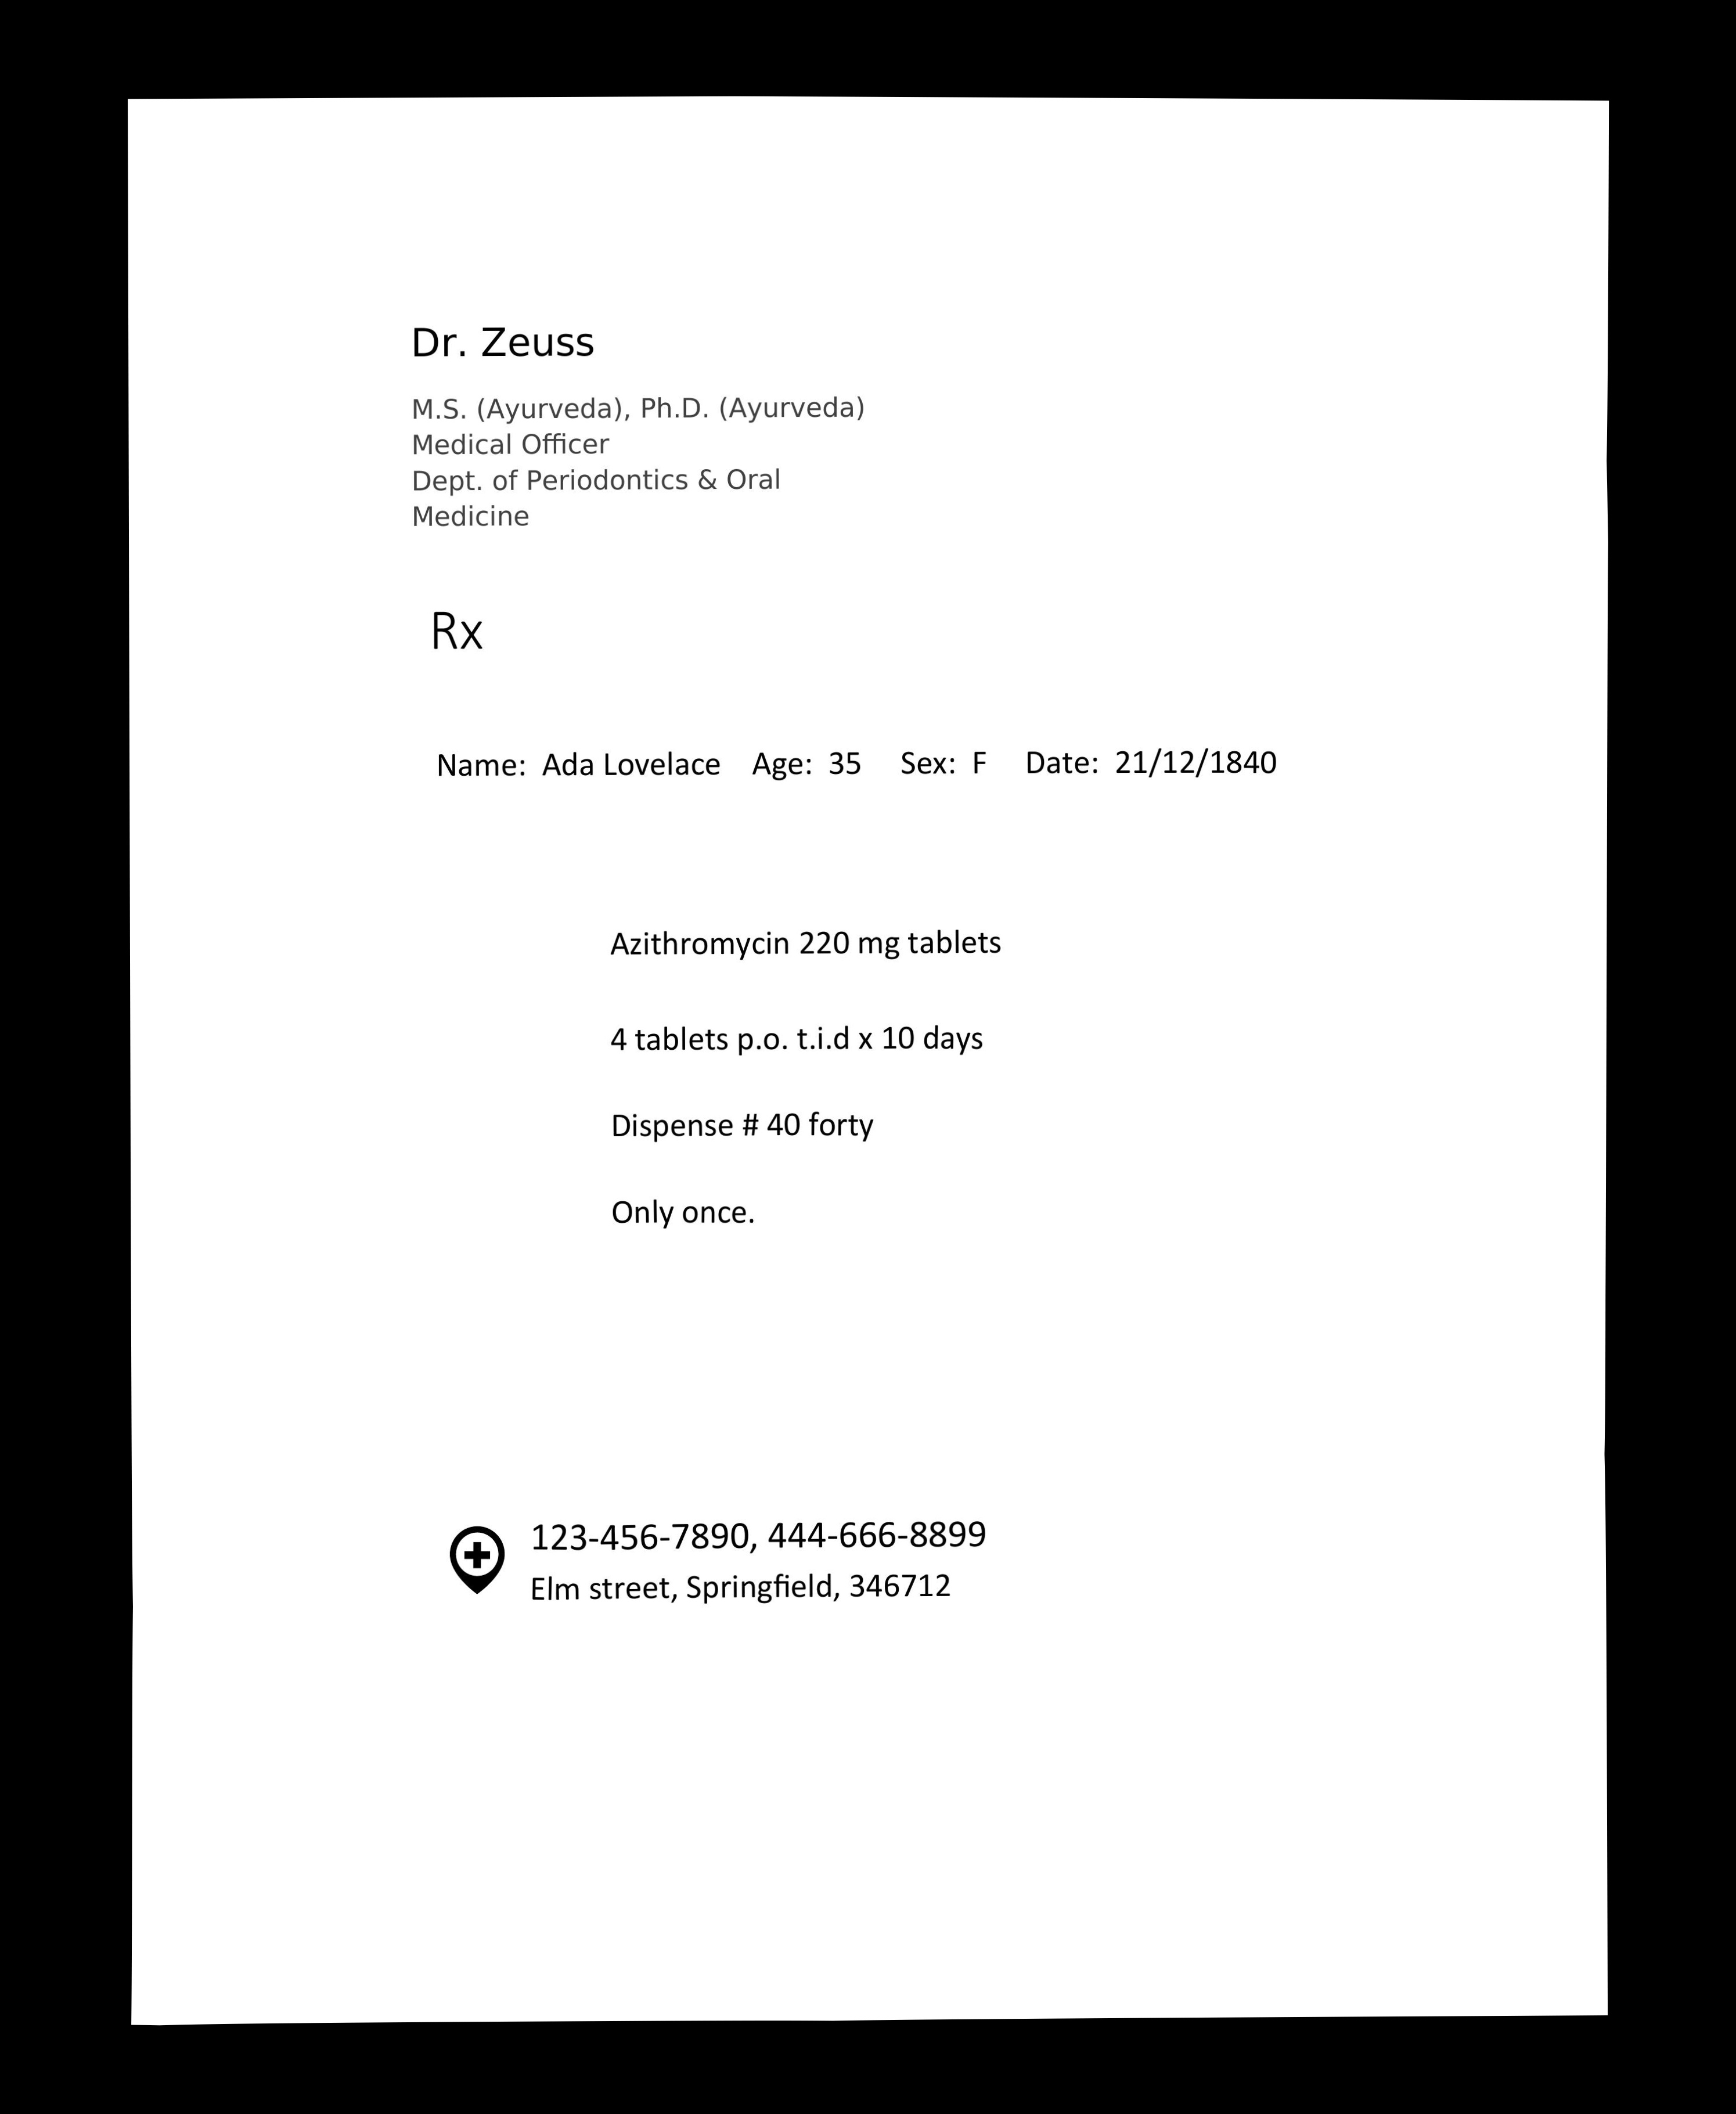 Dr. Zeuss
M.S. (Ayurveda), Ph.D. (Ayurveda)
Medical Officer
Dept. of Periodontics & Oral
Medicine
Rx
Name: Ada Lovelace Age: 35 Sex: F Date: 21/12/1840
Azithromycin 220 mg tablets
4 tablets p.o. t.i.d x 10 days
Dispense # 40 forty
Only once.
123-456-7890, 444-666-8899
Elm street, Springfield, 346712